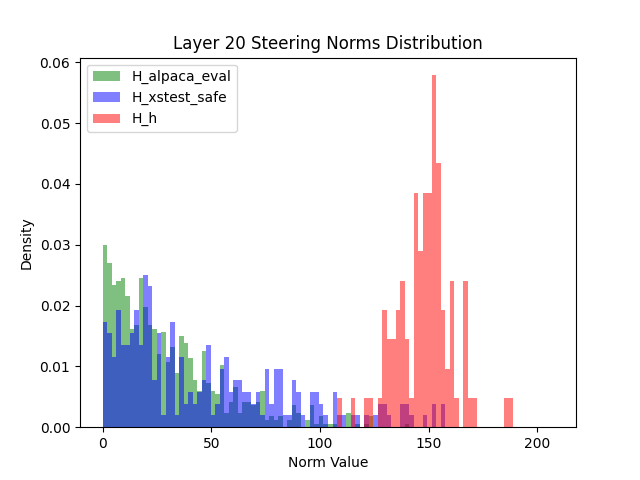 Layer 20 Steering Norms Distribution
H_alpaca_eval
H_xstest_safe
H_h
0.06
0.05
0.04
0.03
0.02
0.01
0.00
Density
0
50
100
150
200
Norm Value